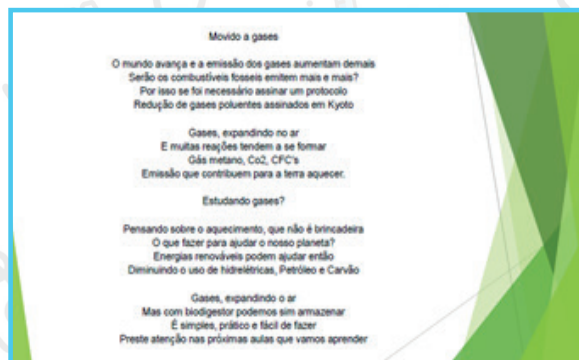 Movido a gases
O mundo avança e a emissão dos gases aumentam demais
Serão os combustíveis fosseis emitem mais e mais?
Por isso se foi necessário assinar um protocolo
Redução de gases poluentes assinados em Kyoto
Gases, expandindo no ar
E muitas reações tendem a se formar
Gás metano, Co2, CFC's
Emissão que contribuem para a terra aquecer.
Estudando gases?
Pensando sobre o aquecimento, que não é brincadeira
O que fazer para ajudar o nosso planeta?
Energias renováveis podem ajudar então
Diminuindo o uso de hidrelétricas, Petróleo e Carvão
Gases, expandindo o ar
Mas com biodigestor podemos sim armazenar
É simples, prático e fácil de fazer
Preste atenção nas próximas aulas que vamos aprender